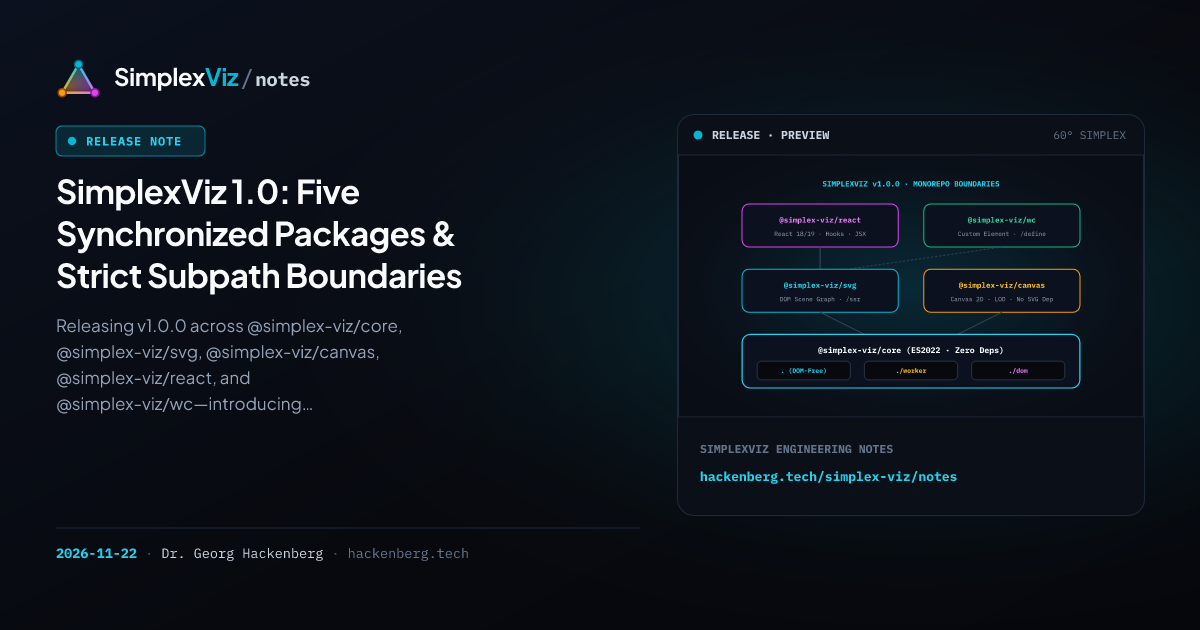 SimplexViz/notes
RELEASE NOTE
SimplexViz 1.0: Five
Synchronized Packages &
Strict Subpath Boundaries
Releasing v1.0.0 across @simplex-viz/core,
@simplex-viz/svg, @simplex-viz/canvas,
@simplex-viz/react, and
@simplex-viz/wc—introducing...
2026-11-22 · Dr. Georg Hackenberg · hackenberg.tech
RELEASE · PREVIEW
60° SIMPLEX
SIMPLEXVIZ v1.0.0 · MONOREPO BOUNDARIES
@simplex-viz/react
React 18/19 · Hooks · JSX
@simplex-viz/wc
Custom Element · /define
@simplex-viz/svg
DOM Scene Graph · /ssr
@simplex-viz/canvas
Canvas 2D · LOD · No SVG Dep
@simplex-viz/core (ES2022 · Zero Deps)
. (DOM-Free)
./worker
./dom
SIMPLEXVIZ ENGINEERING NOTES
hackenberg.tech/simplex-viz/notes